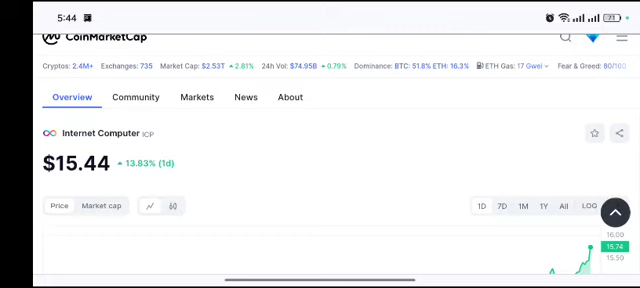 5:44
71
CoinMarketCap
Cryptos: 2.4M+ Exchanges: 735 Market Cap: $2.53T 2.81% 24h Vol: $74.95B 0.79% Dominance: BTC: 51.8% ETH: 16.3% ETH Gas: 17 Gwei Fear & Greed: 80/100
Overview Community Markets News About
Internet Computer ICP
$15.44 13.83% (1d)
Price Market cap 1D 7D 1M 1Y All LOG
16.00
15.74
15.50